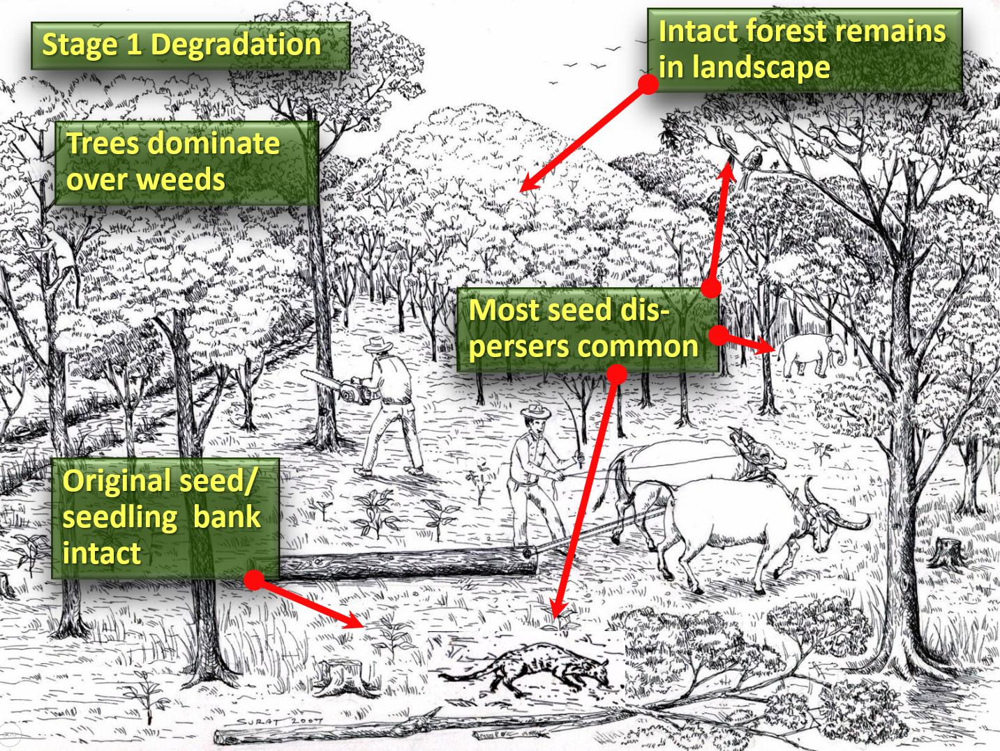 Stage 1 Degradation
Intact forest remains
in landscape
Trees dominate
over weeds
Most seed dis-
persers common
Original seed/
seedling bank
intact
SURAT 2007